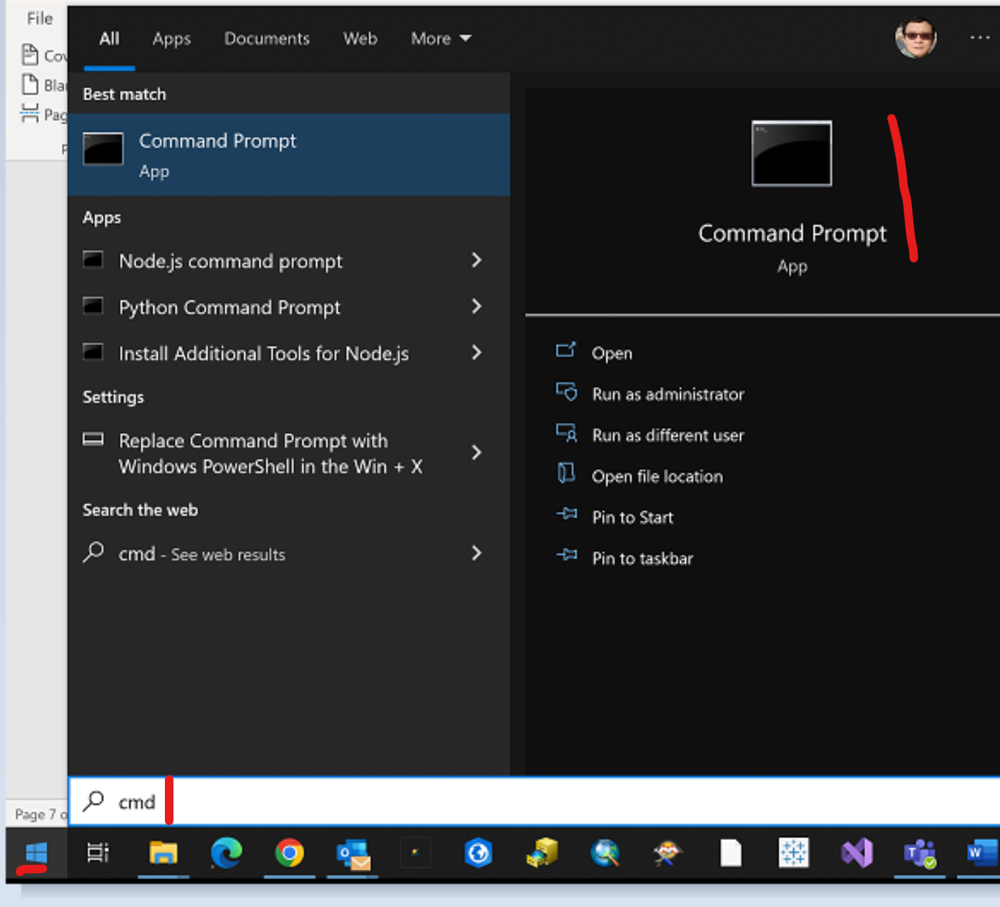 File
All Apps Documents Web More
Best match
Command Prompt
App
Apps
Node.js command prompt
Python Command Prompt
Install Additional Tools for Node.js
Settings
Replace Command Prompt with
Windows PowerShell in the Win + X
Search the web
cmd - See web results
Command Prompt
App
Open
Run as administrator
Run as different user
Open file location
Pin to Start
Pin to taskbar
cmd
Page 7